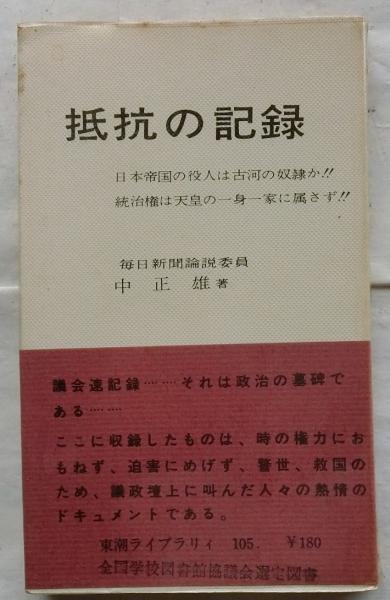 抵抗の記録
日本帝国の役人は古河の奴隷か!!
統治権は天皇の一身一家に属さず!!
毎日新聞論説委員
中正雄著
議会速記録……それは政治の墓碑で
ある……
ここに収録したものは、時の権力にお
もねず、迫害にめげず、警世、救国の
ため、議政壇上に叫んだ人々の熱情の
ドキュメントである。
東潮ライブラリィ 105. ¥180
全国学校図書館協議会選定図書